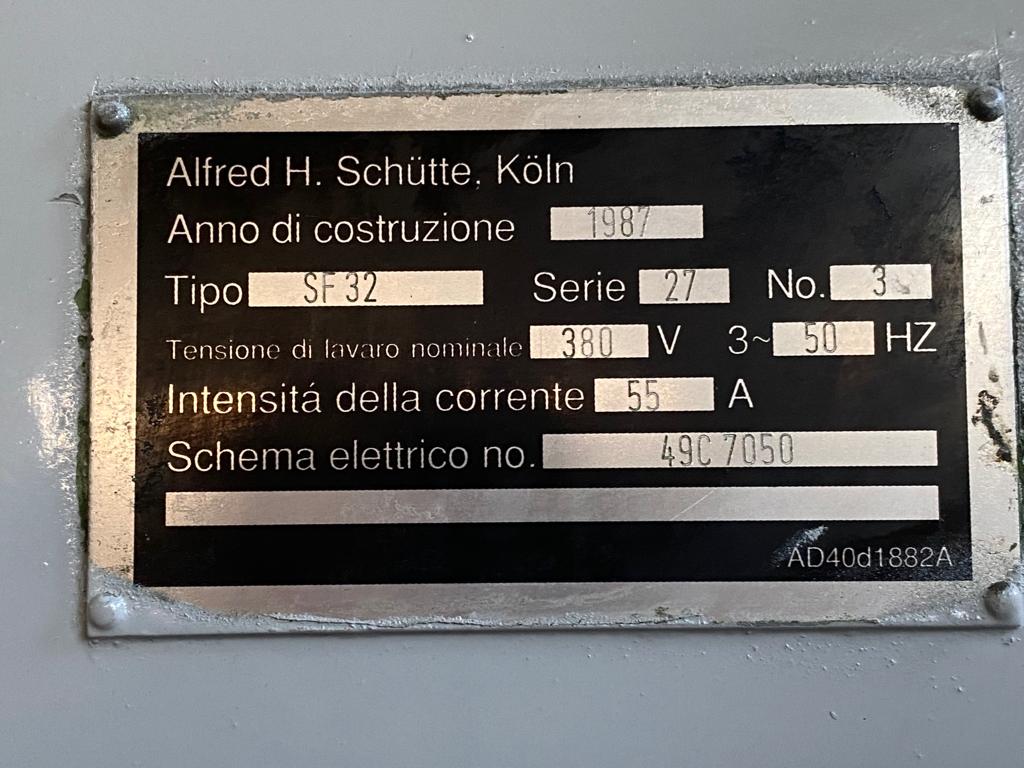 Alfred H. Schütte, Köln
Anno di costruzione 1987
Tipo SF 32 Serie 27 No. 3
Tensione di lavaro nominale 380 V 3~ 50 HZ
Intensitá della corrente 55 A
Schema elettrico no. 49C 7050
AD40d1882A